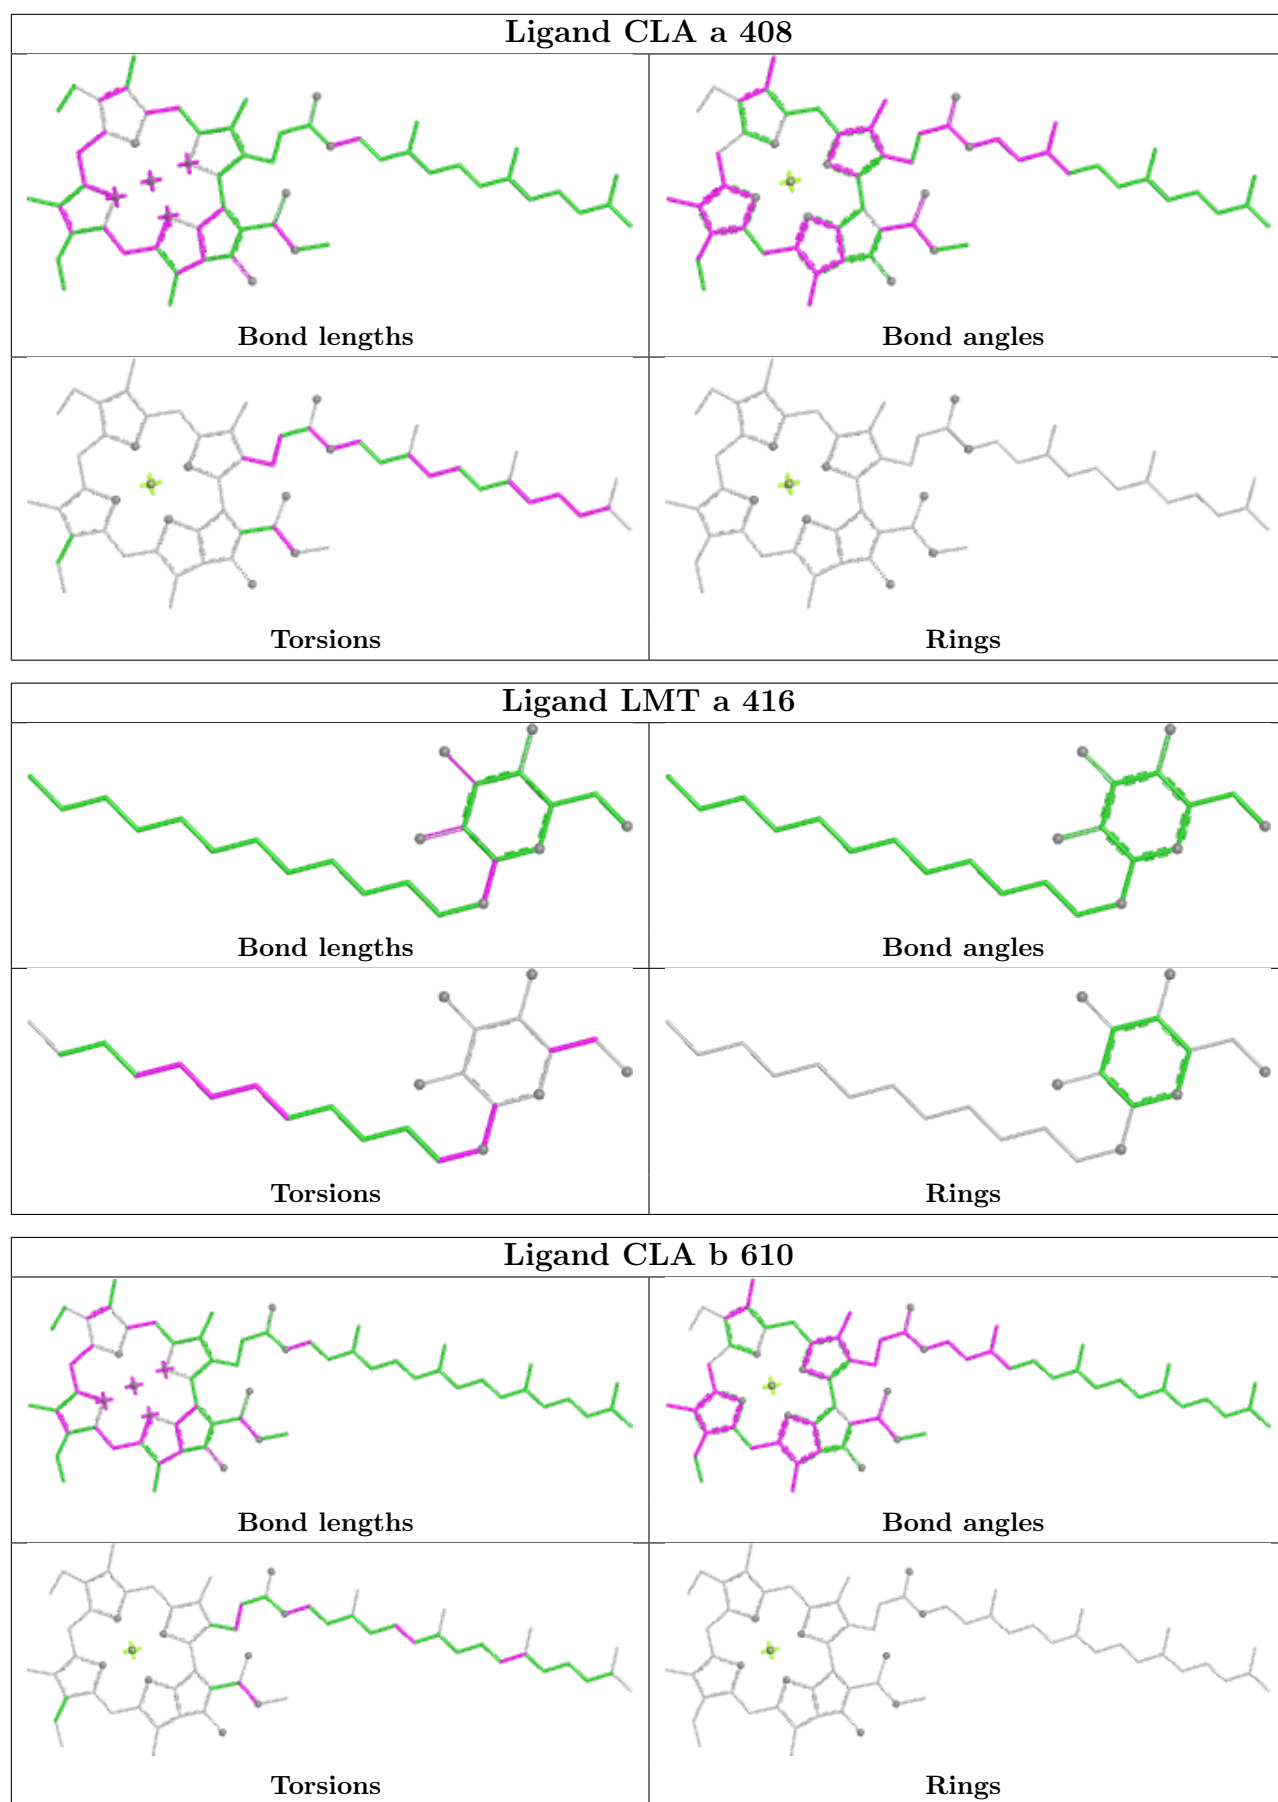 Ligand CLA a 408
Bond lengths
Bond angles
Torsions
Rings
Ligand LMT a 416
Bond lengths
Bond angles
Torsions
Rings
Ligand CLA b 610
Bond lengths
Bond angles
Torsions
Rings